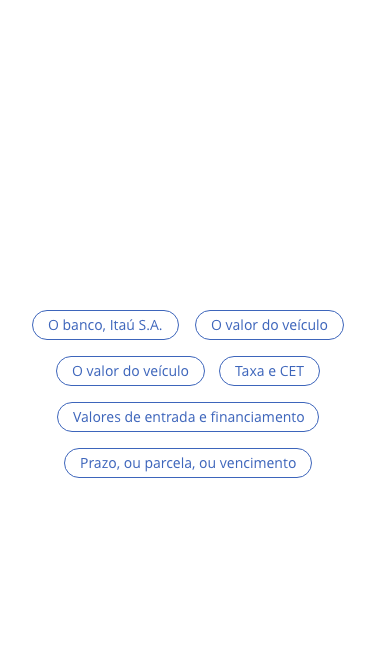 O banco, Itaú S.A. O valor do veículo
O valor do veículo Taxa e CET
Valores de entrada e financiamento
Prazo, ou parcela, ou vencimento